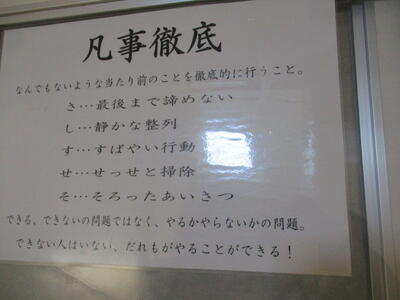 凡事徹底
なんでもないような当たり前のことを徹底的に行うこと。
さ…最後まで諦めない
し…静かな整列
す…すばやい行動
せ…せっせと掃除
そ…そろったあいさつ
できる、できないの問題ではなく、やるかやらないかの問題。
できない人はいない、だれもがやることができる！